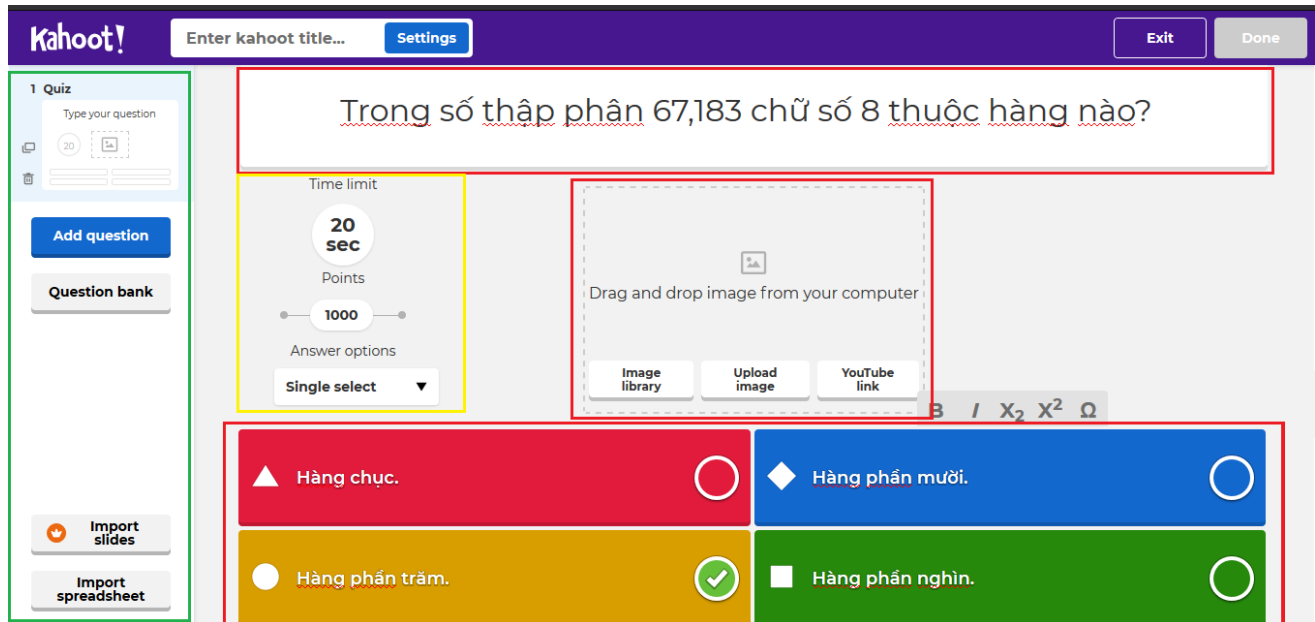 Kahoot!
Enter kahoot title...
Settings
Exit
Done
1 Quiz
Type your question
20
Add question
Question bank
Import
slides
Import
spreadsheet
Trong số thập phân 67,183 chữ số 8 thuộc hàng nào?
Time limit
20
sec
Points
1000
Answer options
Single select
Drag and drop image from your computer
Image
library
Upload
image
YouTube
link
B I X₂ X² Ω
Hàng chục.
Hàng phần mười.
Hàng phần trăm.
Hàng phần nghìn.